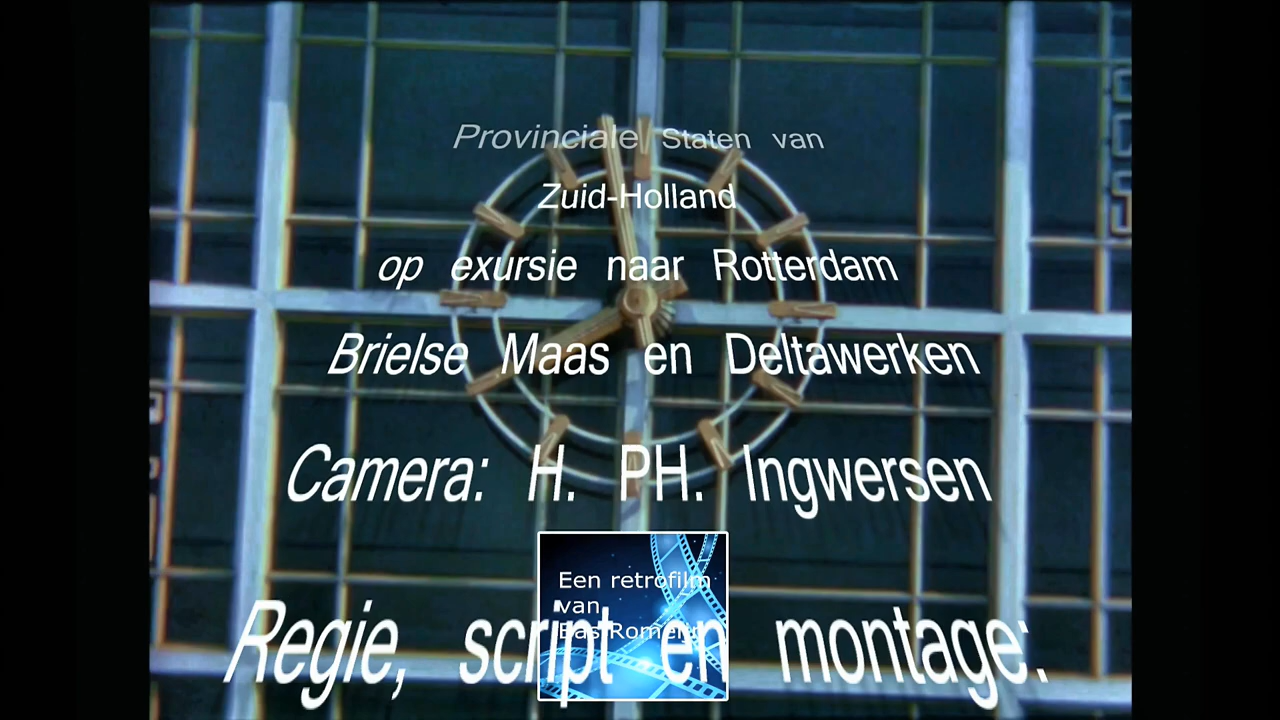 Provinciale Staten van
Zuid-Holland
op exursie naar Rotterdam
Brielse Maas en Deltawerken
Camera: H. PH. Ingwersen
Een retrofilm
van
Bas
Regie, script en montage: